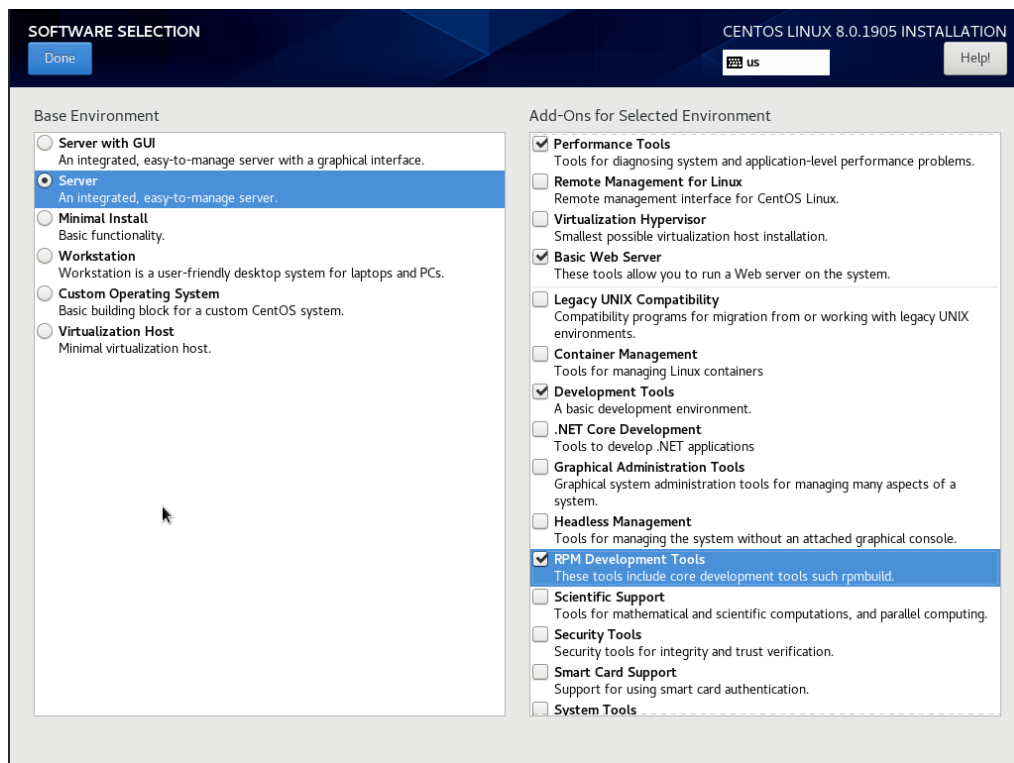 SOFTWARE SELECTION
CENTOS LINUX 8.0.1905 INSTALLATION
Done
us
Help!
Base Environment
Server with GUI
An integrated, easy-to-manage server with a graphical interface.
Server
An integrated, easy-to-manage server.
Minimal Install
Basic functionality.
Workstation
Workstation is a user-friendly desktop system for laptops and PCs.
Custom Operating System
Basic building block for a custom CentOS system.
Virtualization Host
Minimal virtualization host.
Add-Ons for Selected Environment
Performance Tools
Tools for diagnosing system and application-level performance problems.
Remote Management for Linux
Remote management interface for CentOS Linux.
Virtualization Hypervisor
Smallest possible virtualization host installation.
Basic Web Server
These tools allow you to run a Web server on the system.
Legacy UNIX Compatibility
Compatibility programs for migration from or working with legacy UNIX
environments.
Container Management
Tools for managing Linux containers
Development Tools
A basic development environment.
.NET Core Development
Tools to develop .NET applications
Graphical Administration Tools
Graphical system administration tools for managing many aspects of a
system.
Headless Management
Tools for managing the system without an attached graphical console.
RPM Development Tools
These tools include core development tools such rpmbuild.
Scientific Support
Tools for mathematical and scientific computations, and parallel computing.
Security Tools
Security tools for integrity and trust verification.
Smart Card Support
Support for using smart card authentication.
System Tools